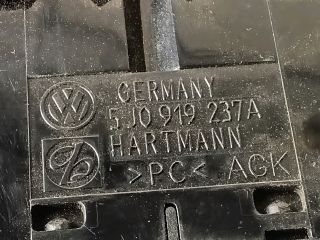 GERMANY
5J0 919 237A
HARTMANN
>PC< AGK